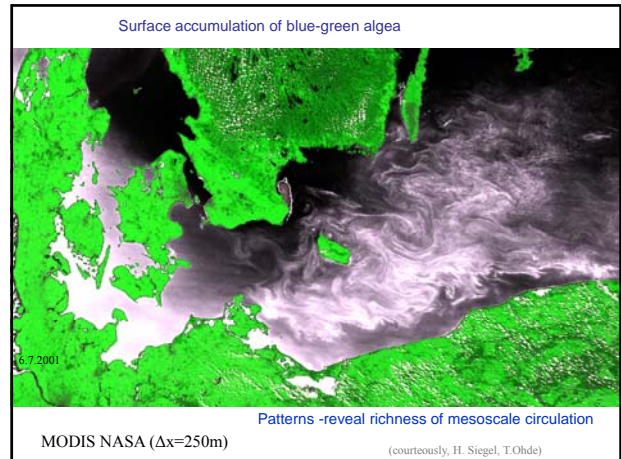 Surface accumulation of blue-green algea
6.7.2001
Patterns -reveal richness of mesoscale circulation
MODIS NASA (Δx=250m)
(courteously, H. Siegel, T.Ohde)